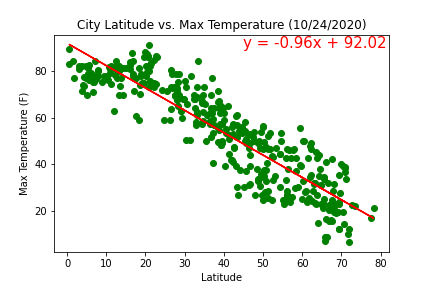 City Latitude vs. Max Temperature (10/24/2020)
y = -0.96x + 92.02
Max Temperature (F)
80
60
40
20
0 10 20 30 40 50 60 70 80
Latitude